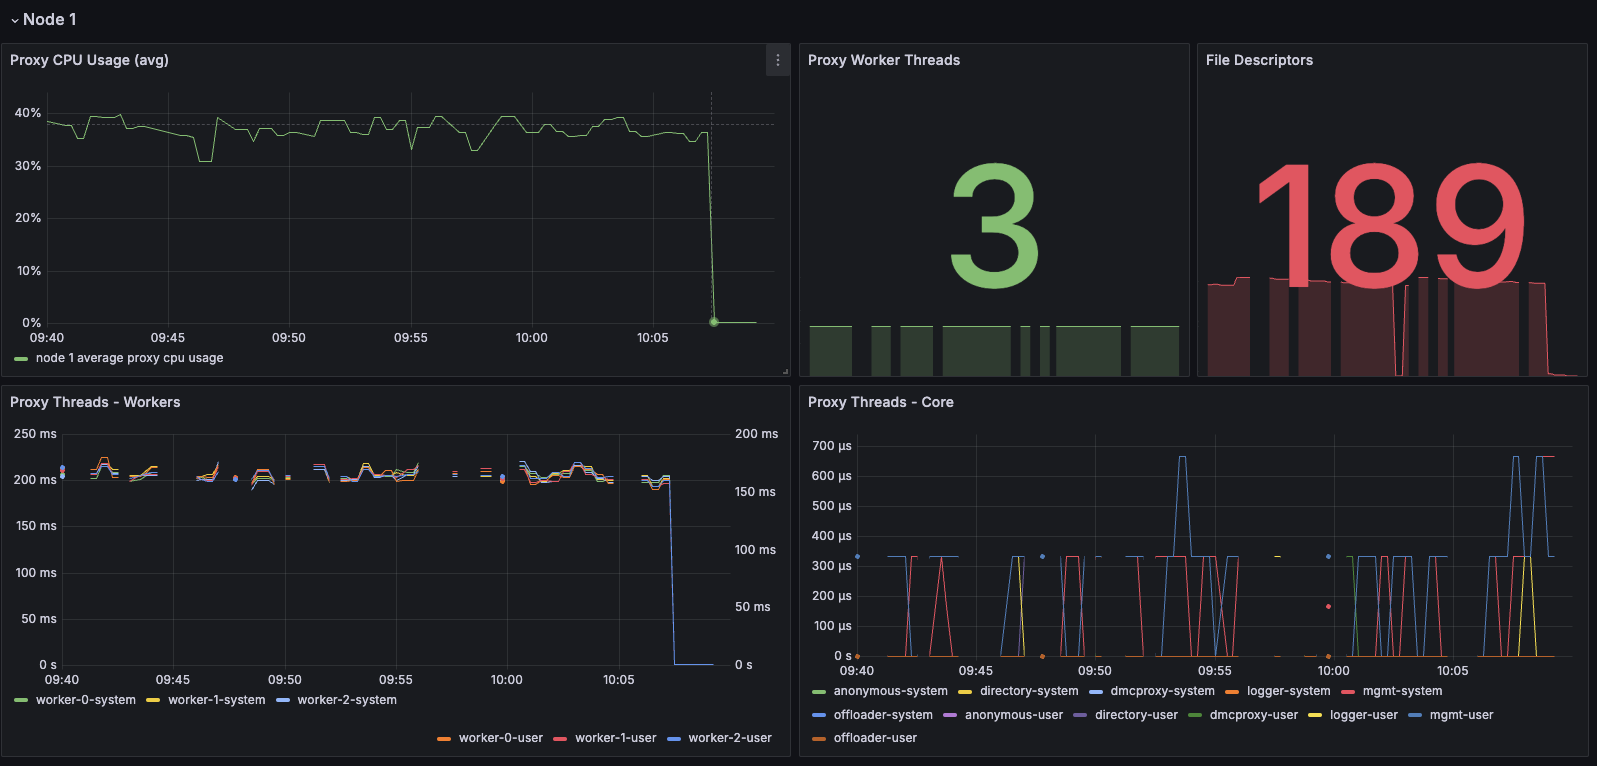 Node 1
Proxy CPU Usage (avg)
40%
30%
20%
10%
0%
09:40 09:45 09:50 09:55 10:00 10:05
node 1 average proxy cpu usage
Proxy Worker Threads
3
File Descriptors
189
Proxy Threads - Workers
250 ms
200 ms
150 ms
100 ms
50 ms
0 s
200 ms
150 ms
100 ms
50 ms
0 s
09:40 09:45 09:50 09:55 10:00 10:05
worker-0-system worker-1-system worker-2-system
worker-0-user worker-1-user worker-2-user
Proxy Threads - Core
700 µs
600 µs
500 µs
400 µs
300 µs
200 µs
100 µs
0 s
09:40 09:45 09:50 09:55 10:00 10:05
anonymous-system directory-system dmcproxy-system logger-system mgmt-system
offloader-system anonymous-user directory-user dmcproxy-user logger-user mgmt-user
offloader-user